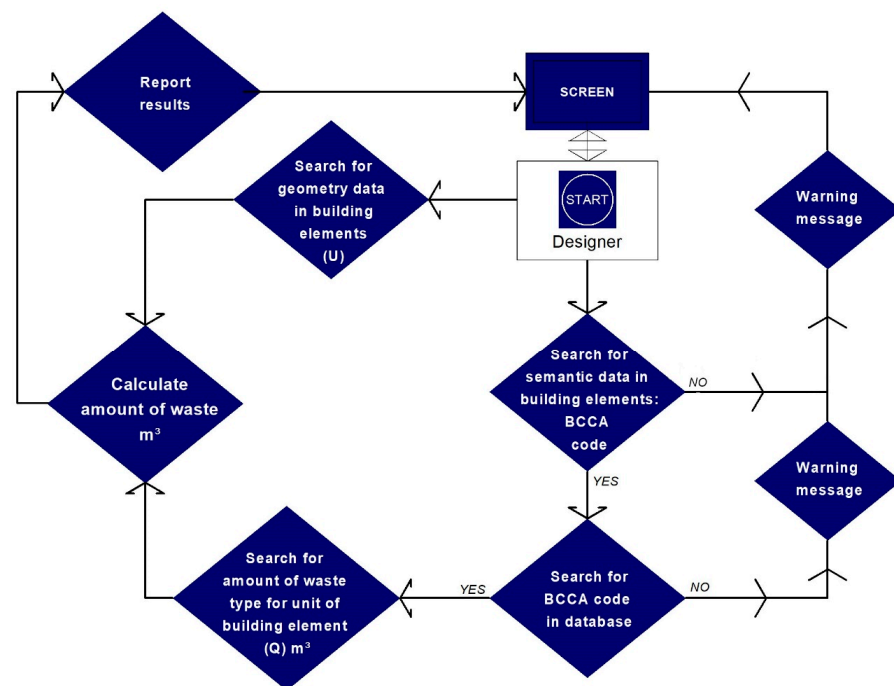 Report
results
SCREEN
Search for
geometry data
in building
elements
(U)
START
Designer
Warning
message
Calculate
amount of waste
m³
Search for
semantic data in
building elements:
BCCA
code
NO
YES
Warning
message
Search for
amount of waste
type for unit of
building element
(Q) m³
YES
Search for
BCCA code
in database
NO